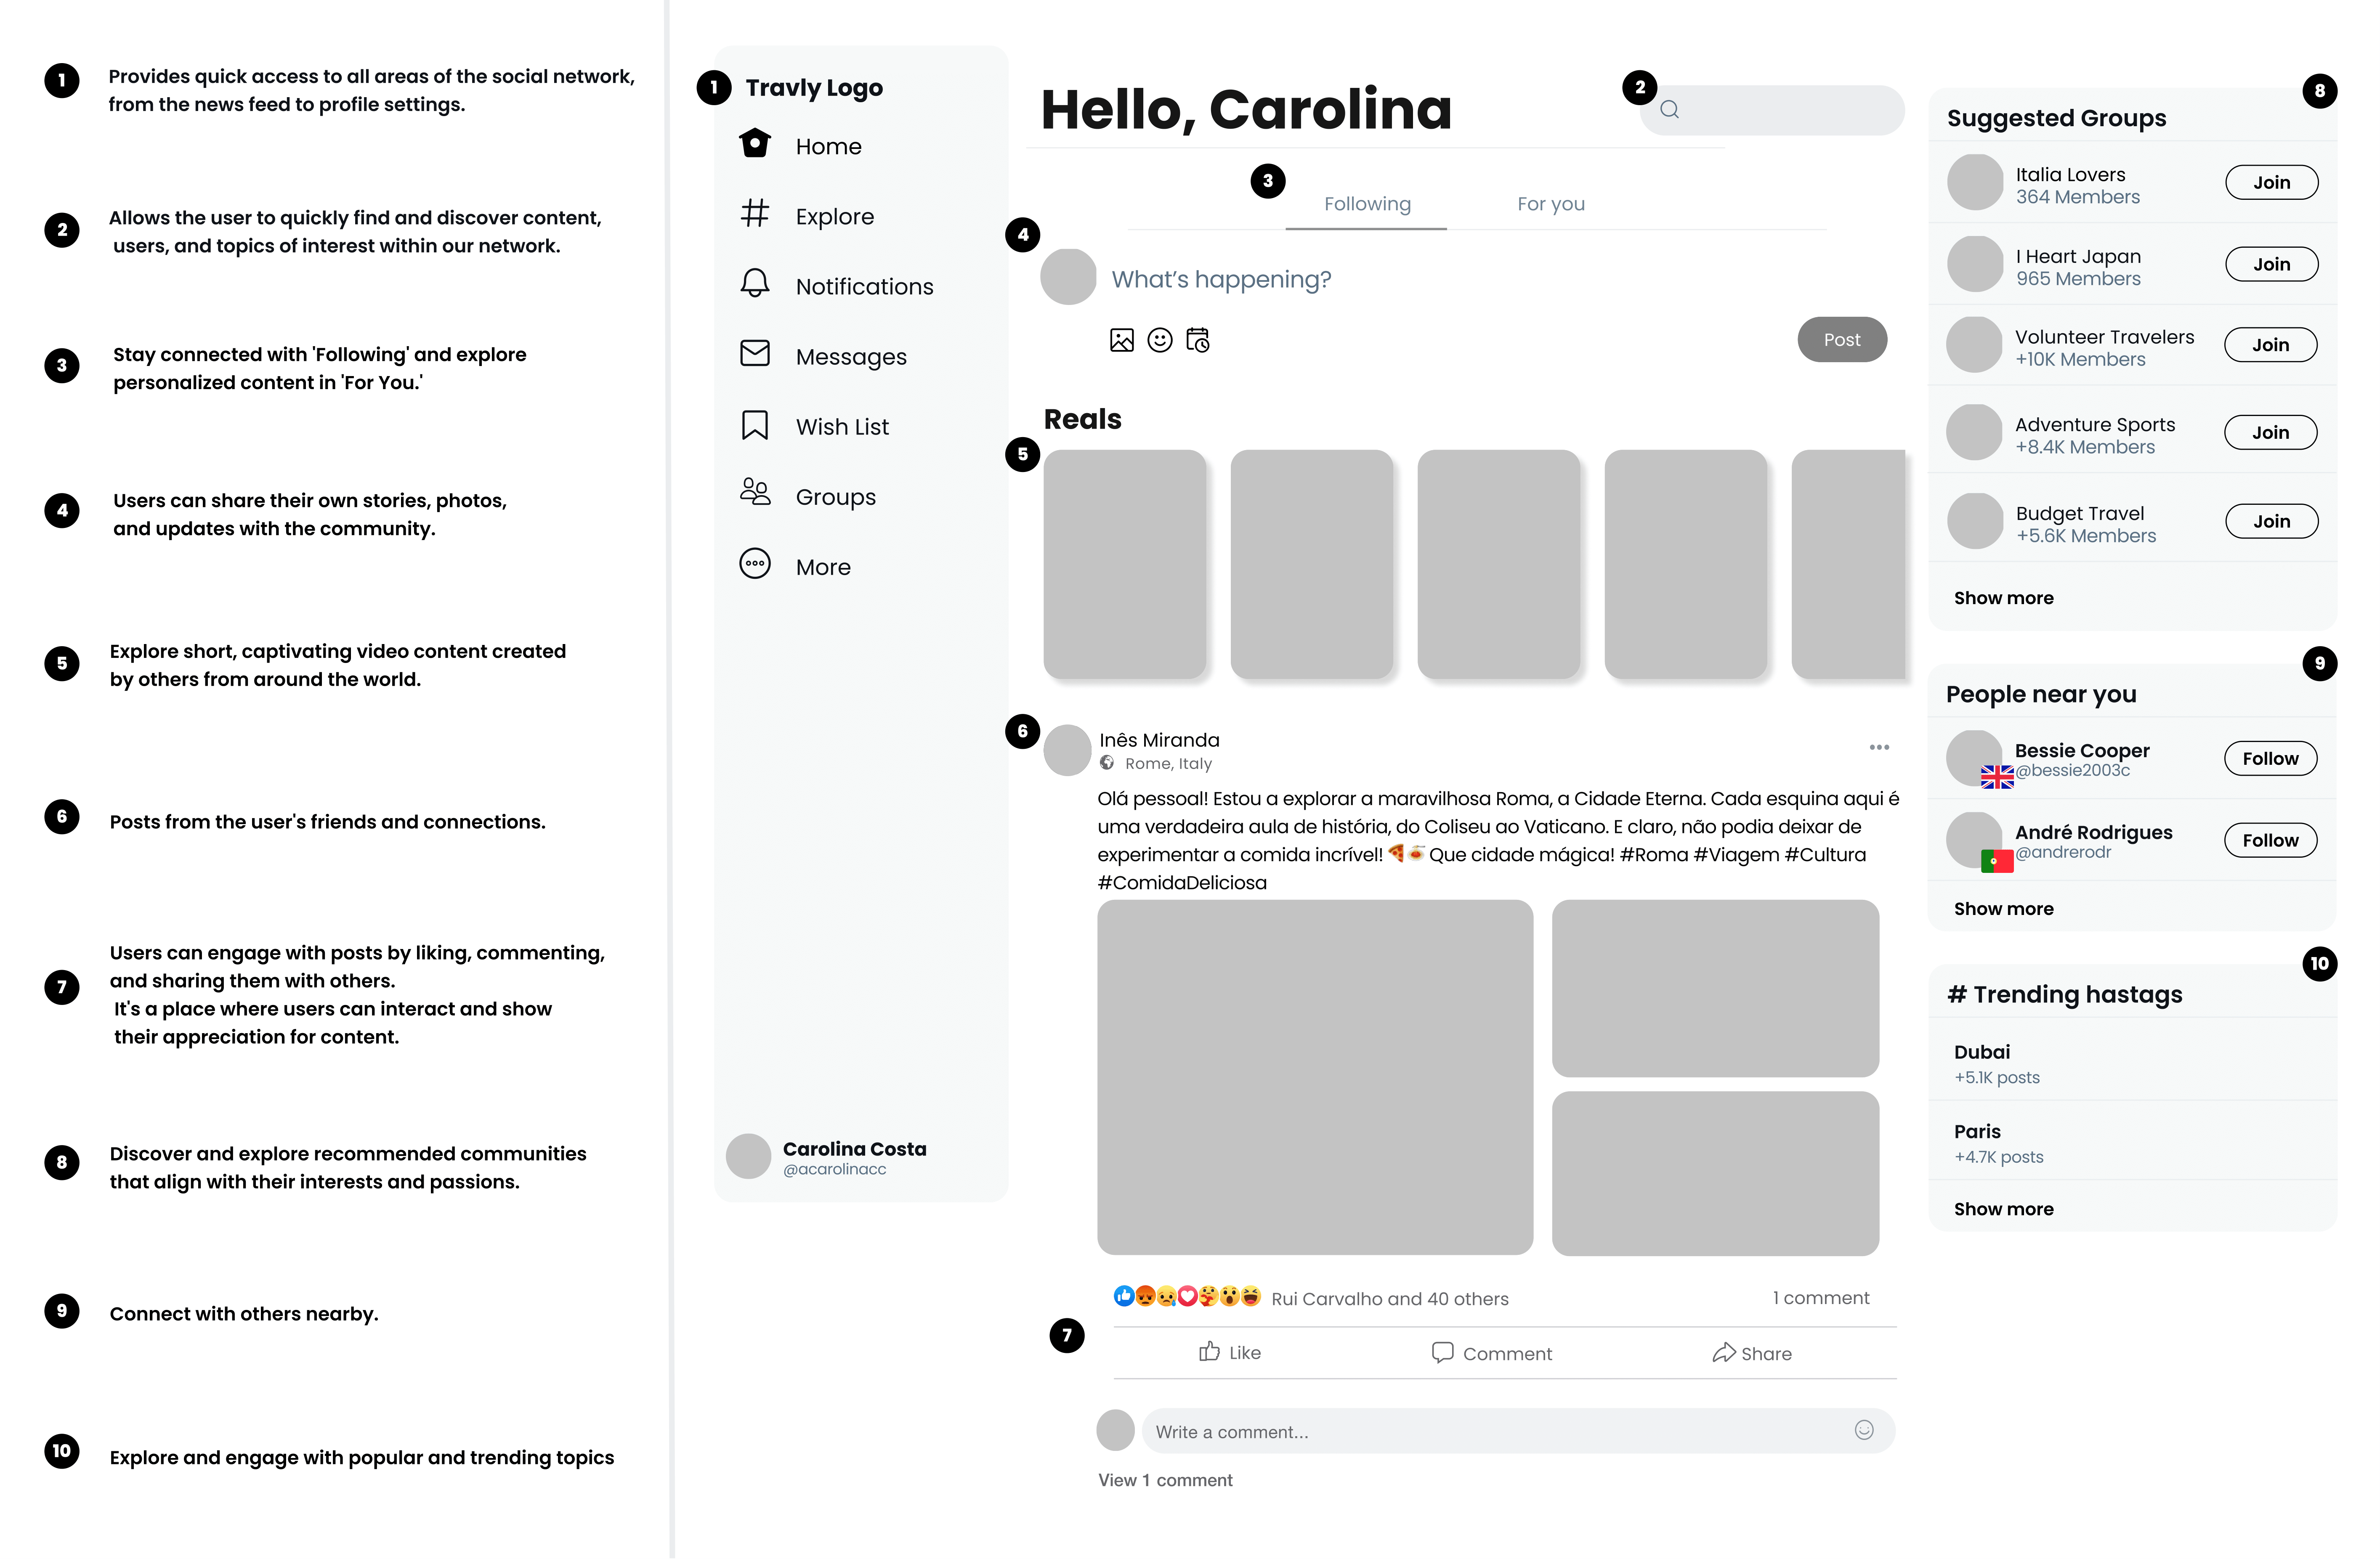 1
Provides quick access to all areas of the social network,
from the news feed to profile settings.
2
Allows the user to quickly find and discover content,
users, and topics of interest within our network.
3
Stay connected with 'Following' and explore
personalized content in 'For You.'
4
Users can share their own stories, photos,
and updates with the community.
5
Explore short, captivating video content created
by others from around the world.
6
Posts from the user's friends and connections.
7
Users can engage with posts by liking, commenting,
and sharing them with others.
It's a place where users can interact and show
their appreciation for content.
8
Discover and explore recommended communities
that align with their interests and passions.
9
Connect with others nearby.
10
Explore and engage with popular and trending topics
1
Travly Logo
Home
Explore
Notifications
Messages
Wish List
Groups
More
Carolina Costa
@acarolinacc
Hello, Carolina
2
3
Following
For you
4
What's happening?
Post
Reals
5
6
Inês Miranda
Rome, Italy
Olá pessoal! Estou a explorar a maravilhosa Roma, a Cidade Eterna. Cada esquina aqui é
uma verdadeira aula de história, do Coliseu ao Vaticano. E claro, não podia deixar de
experimentar a comida incrível! 🍕🍝 Que cidade mágica! #Roma #Viagem #Cultura
#ComidaDeliciosa
Rui Carvalho and 40 others
1 comment
7
Like
Comment
Share
Write a comment...
View 1 comment
8
Suggested Groups
Italia Lovers
364 Members
Join
I Heart Japan
965 Members
Join
Volunteer Travelers
+10K Members
Join
Adventure Sports
+8.4K Members
Join
Budget Travel
+5.6K Members
Join
Show more
9
People near you
Bessie Cooper
@bessie2003c
Follow
André Rodrigues
@andrerodr
Follow
Show more
10
# Trending hastags
Dubai
+5.1K posts
Paris
+4.7K posts
Show more